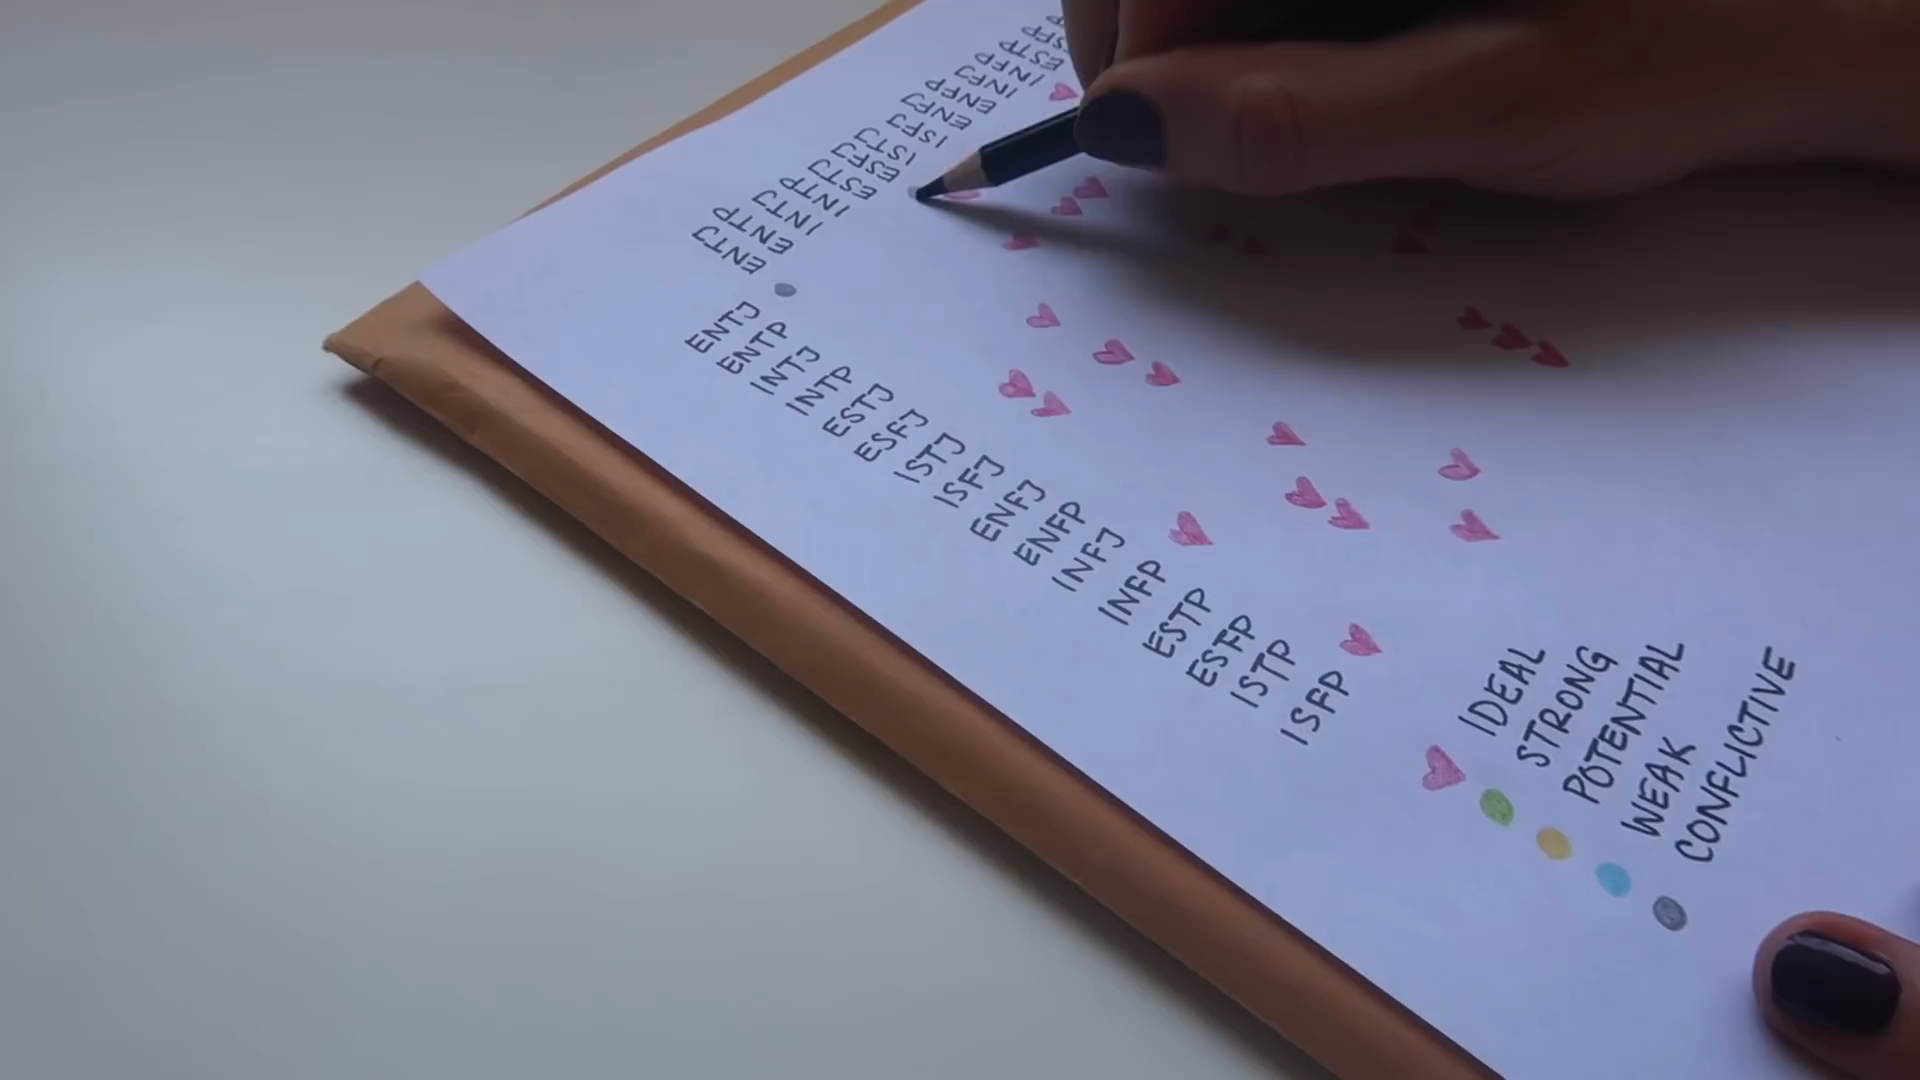 ENTJ
ENTP
INTJ
INTP
ESTJ
ESFJ
ISTJ
ISFJ
ENFJ
ENFP
INFJ
INFP
ENTJ
ENTP
INTJ
INTP
ESTJ
ESFJ
ISTJ
ISFJ
ENFJ
ENFP
INFJ
INFP
ESTP
ESFP
ISTP
ISFP
IDEAL
STRONG
POTENTIAL
WEAK
CONFLICTIVE